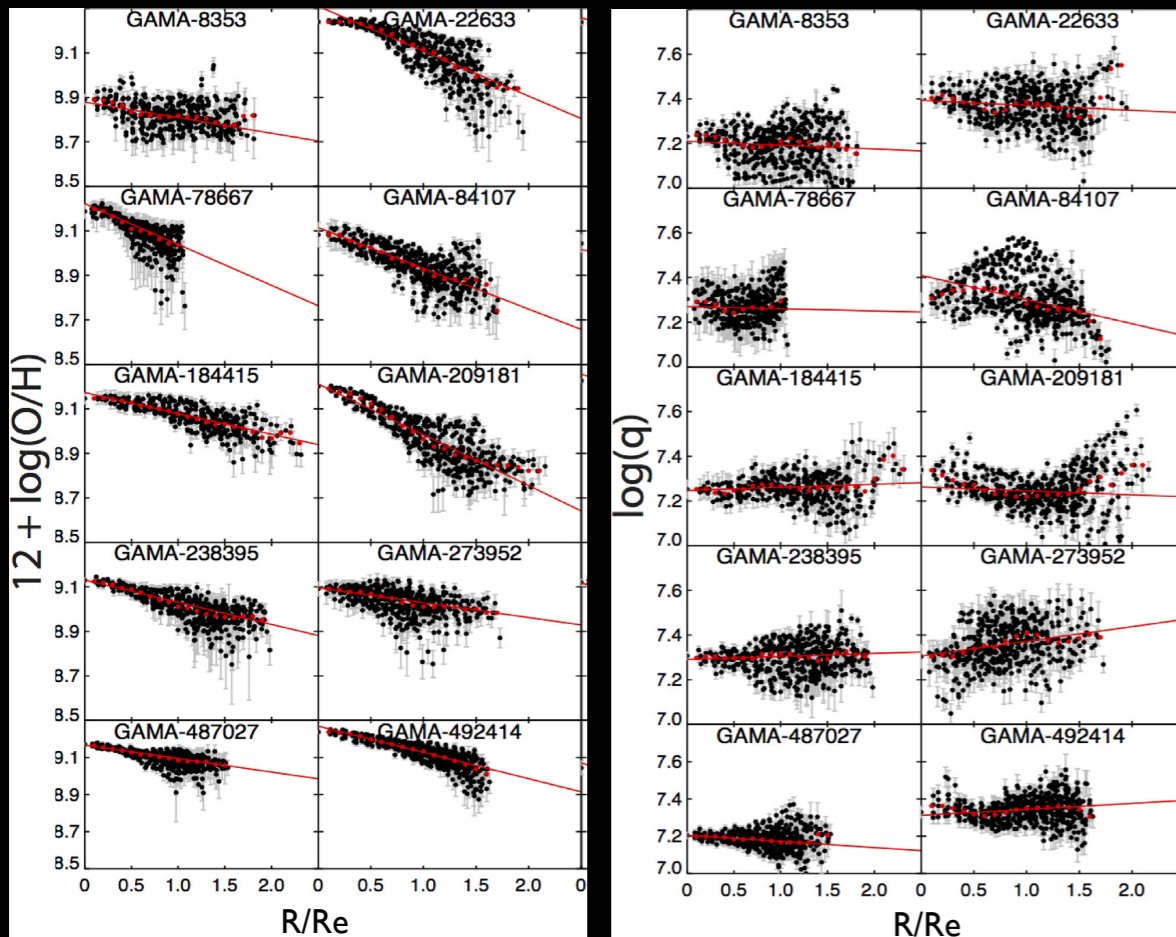 GAMA-8353 GAMA-22633
9.1
8.9
8.7
8.5
GAMA-78667 GAMA-84107
9.1
8.9
8.7
8.5
GAMA-184415 GAMA-209181
9.1
8.9
8.7
8.5
GAMA-238395 GAMA-273952
9.1
8.9
8.7
8.5
GAMA-487027 GAMA-492414
9.1
8.9
8.7
8.5
0 0.5 1.0 1.5 2.0 0 0.5 1.0 1.5 2.0 0
12 + log(O/H)
R/Re
GAMA-8353 GAMA-22633
7.6
7.4
7.2
7.0
GAMA-78667 GAMA-84107
7.6
7.4
7.2
7.0
GAMA-184415 GAMA-209181
7.6
7.4
7.2
7.0
GAMA-238395 GAMA-273952
7.6
7.4
7.2
7.0
GAMA-487027 GAMA-492414
7.6
7.4
7.2
7.0
0 0.5 1.0 1.5 2.0 0 0.5 1.0 1.5 2.0
log(q)
R/Re